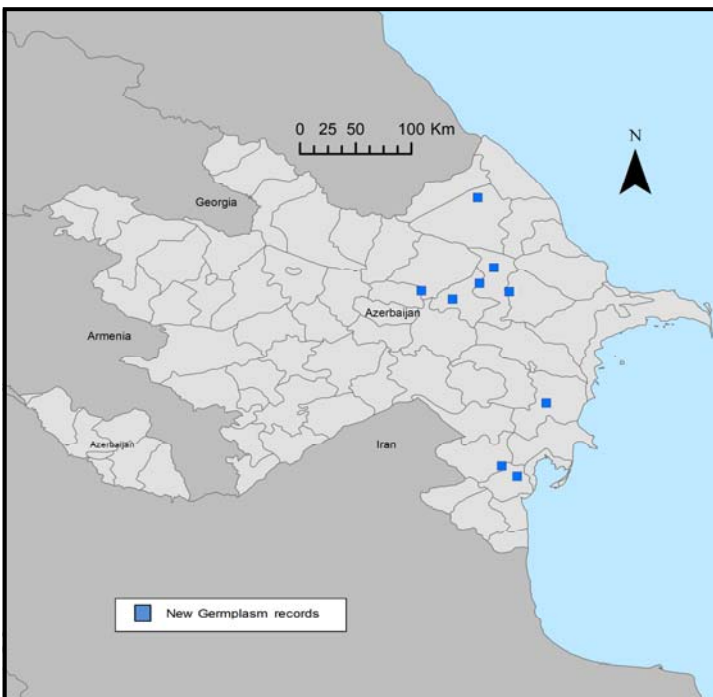 0 25 50 100 Km
N
Georgia
Azerbaijan
Armenia
Iran
Azerbaijan
New Germplasm records